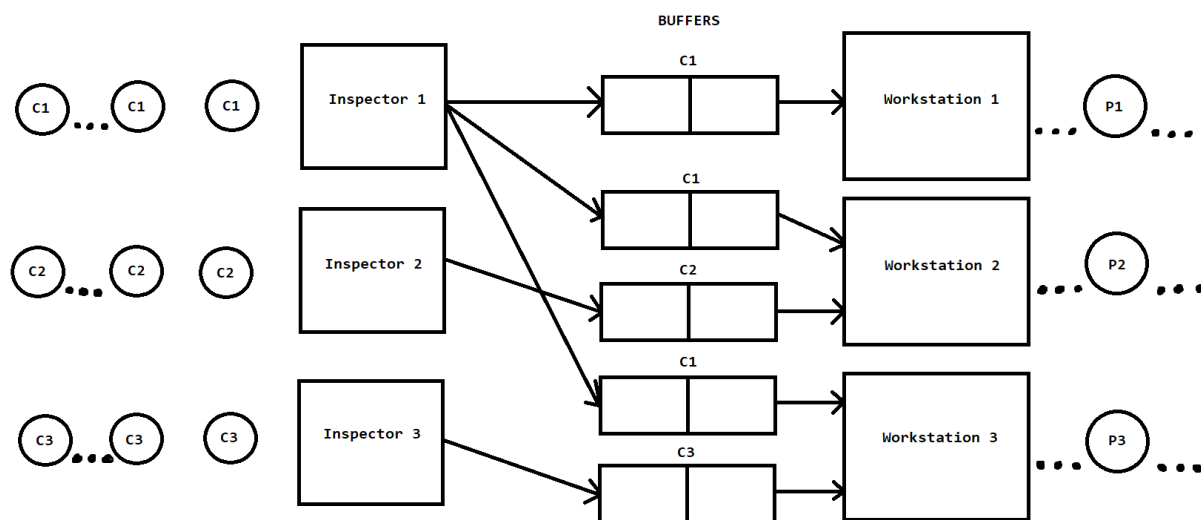 BUFFERS
C1
C1 C1 C1 Inspector 1 Workstation 1 P1
C1
C2 C2 C2 Inspector 2 C2 Workstation 2 P2
C1
C3 C3 C3 Inspector 3 Workstation 3 P3
C3